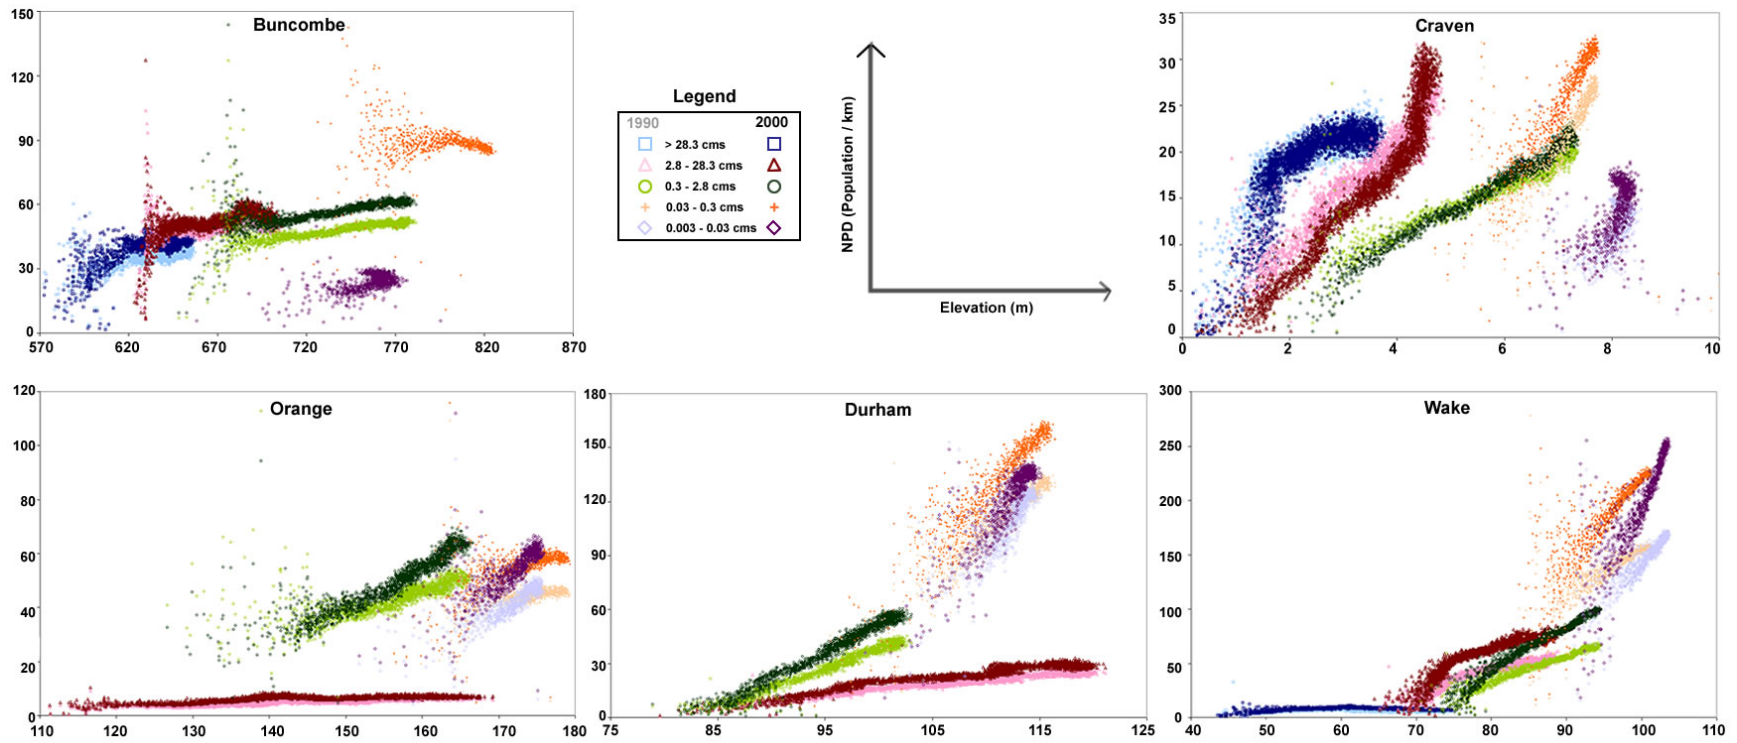 Buncombe
150
120
90
60
30
0
570 620 670 720 770 820 870
Legend
1990 2000
> 28.3 cms
2.8 - 28.3 cms
0.3 - 2.8 cms
0.03 - 0.3 cms
0.003 - 0.03 cms
NPD (Population / km)
Elevation (m)
Craven
35
30
25
20
15
10
5
0
0 2 4 6 8 10
Orange
120
100
80
60
40
20
0
110 120 130 140 150 160 170 180
Durham
180
150
120
90
60
30
0
75 85 95 105 115 125
Wake
300
250
200
150
100
50
0
40 50 60 70 80 90 100 110